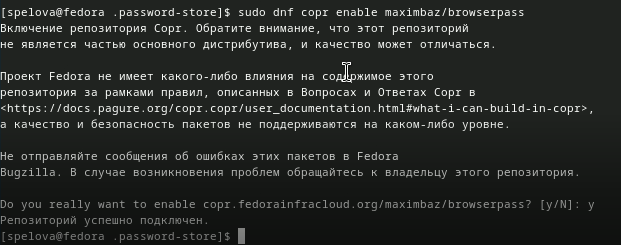 [spelova@fedora .password-store]$ sudo dnf copr enable maximbaz/browserpass
Включение репозитория Copr. Обратите внимание, что этот репозиторий
не является частью основного дистрибутива, и качество может отличаться.
Проект Fedora не имеет какого-либо влияния на содержимое этого
репозитория за рамками правил, описанных в Вопросах и Ответах Copr в
<https://docs.pagure.org/copr.copr/user_documentation.html#what-i-can-build-in-copr>,
а качество и безопасность пакетов не поддерживаются на каком-либо уровне.
Не отправляйте сообщения об ошибках этих пакетов в Fedora
Bugzilla. В случае возникновения проблем обращайтесь к владельцу этого репозитория.
Do you really want to enable copr.fedorainfracloud.org/maximbaz/browserpass? [y/N]: y
Репозиторий успешно подключен.
[spelova@fedora .password-store]$